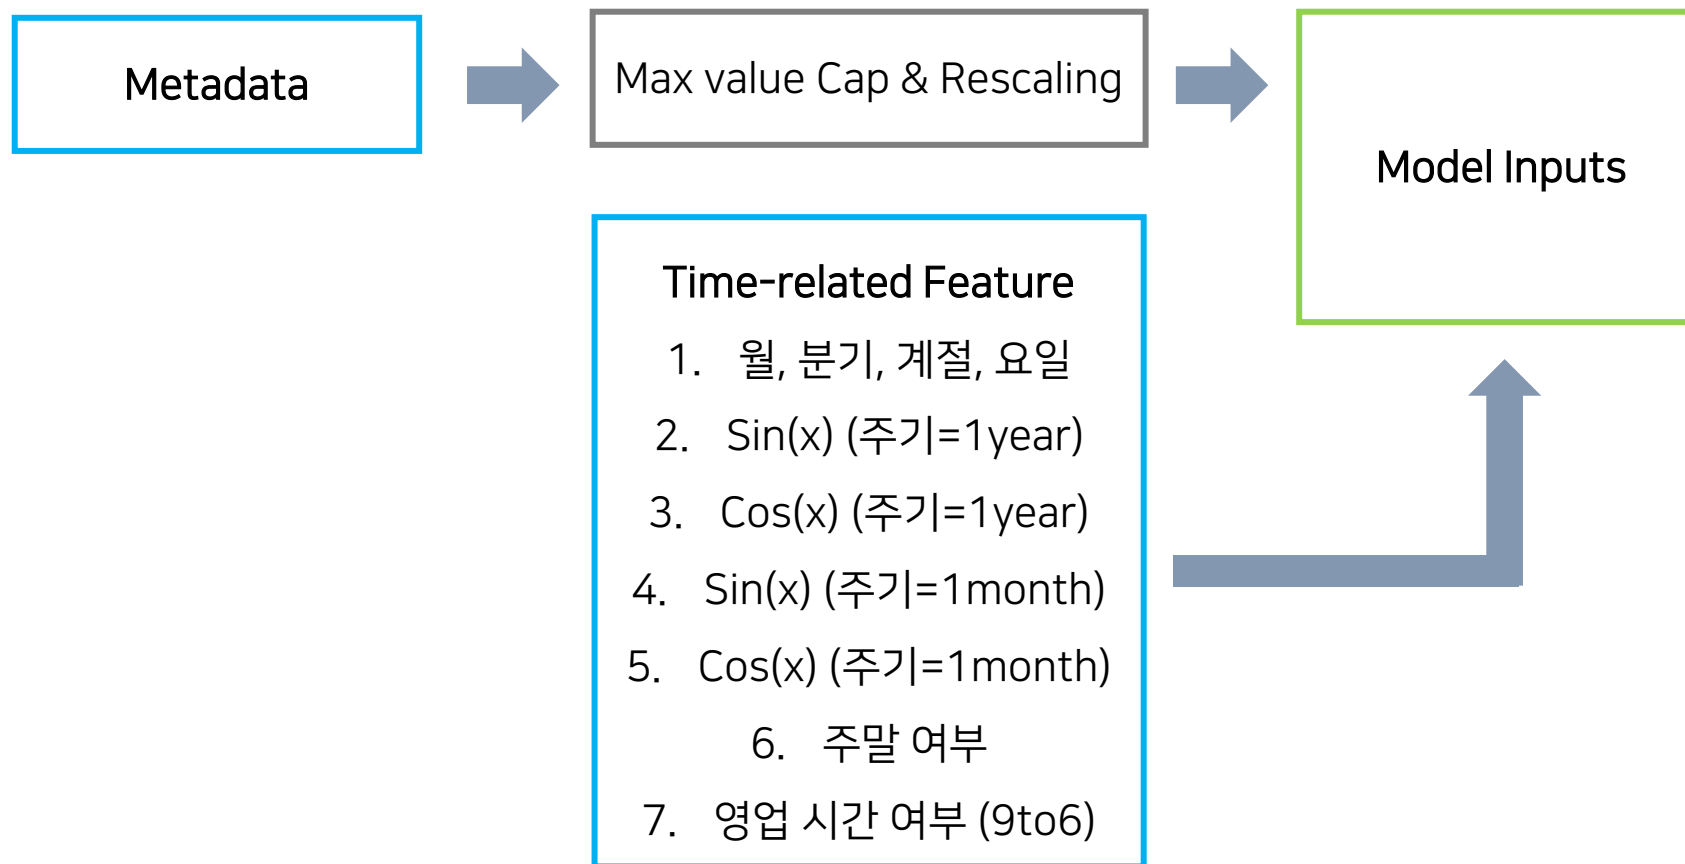 Metadata
Max value Cap & Rescaling
Model Inputs
Time-related Feature
1. 월, 분기, 계절, 요일
2. Sin(x) (주기=1year)
3. Cos(x) (주기=1year)
4. Sin(x) (주기=1month)
5. Cos(x) (주기=1month)
6. 주말 여부
7. 영업 시간 여부 (9to6)